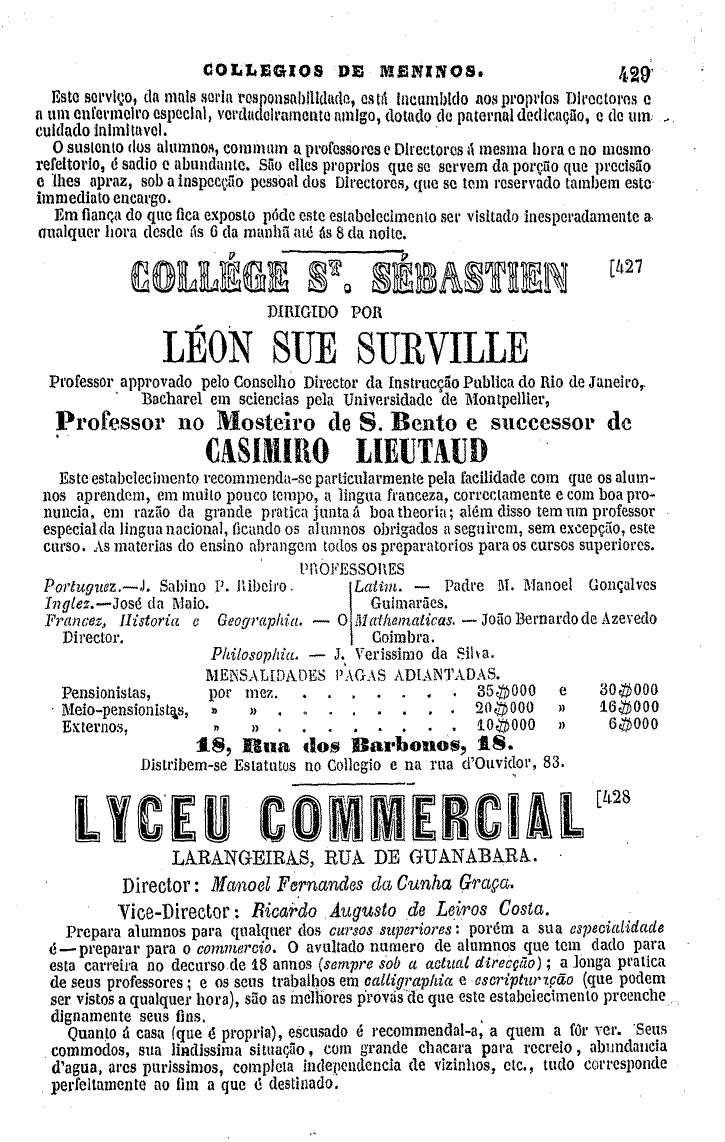 COLLEGIOS DE MENINOS. 429
Este serviço, da mais seria responsabilidade, está incumbido aos proprios Directores e
a um enfermeiro especial, verdadeiramente amigo, dotado de paternal dedicação, e de um
cuidado inimitavel.
O sustento dos alumnos, commum a professores e Directores á mesma hora e no mesmo
refeitorio, é sadio e abundante. São elles proprios que se servem da porção que precisão
e lhes apraz, sob a inspecção pessoal dos Directores, que se tem reservado tambem este
immediato encargo.
Em fiança do que fica exposto póde este estabelecimento ser visitado inesperadamente a
qualquer hora desde ás 6 da manhã até ás 8 da noite.
COLLÉGE ST. SÉBASTIEN [427
DIRIGIDO POR
LÉON SUE SURVILLE
Professor approvado pelo Conselho Director da Instrucção Publica do Rio de Janeiro,
Bacharel em sciencias pela Universidade de Montpellier,
Professor no Mosteiro de S. Bento e successor de
CASIMIRO LIEUTAUD
Este estabelecimento recommenda-se particularmente pela facilidade com que os alum-
nos aprendem, em muito pouco tempo, a lingua franceza, correctamente e com boa pro-
nuncia, em razão da grande pratica junta á boa theoria; além disso tem um professor
especial da lingua nacional, ficando os alumnos obrigados a seguirem, sem excepção, este
curso. As materias do ensino abrangem todos os preparatorios para os cursos superiores.
PROFESSORES
Portuguez.—J. Sabino P. Ribeiro.
Inglez.—José da Maio.
Francez, Historia e Geographia. — O
Director.
Latim. — Padre M. Manoel Gonçalves
Guimarães.
Mathematicas. — João Bernardo de Azevedo
Coimbra.
Philosophia. — J. Verissimo da Silva.
MENSALIDADES PAGAS ADIANTADAS.
Pensionistas, por mez. . . . . . . . 35$000 e 30$000
Meio-pensionistas, » » . . . . . . . . 20$000 » 16$000
Externos, » » . . . . . . . . 10$000 » 6$000
18, Rua dos Barbonos, 18.
Distribem-se Estatutos no Collegio e na rua d'Ouvidor, 83.
LYCEU COMMERCIAL [428
LARANGEIRAS, RUA DE GUANABARA.
Director: Manoel Fernandes da Cunha Graça.
Vice-Director: Ricardo Augusto de Leiros Costa.
Prepara alumnos para qualquer dos cursos superiores: porém a sua especialidade
é—preparar para o commercio. O avultado numero de alumnos que tem dado para
esta carreira no decurso de 18 annos (sempre sob a actual direcção); a longa pratica
de seus professores; e os seus trabalhos em calligraphia e escripturição (que podem
ser vistos a qualquer hora), são as melhores provas de que este estabelecimento preenche
dignamente seus fins.
Quanto á casa (que é propria), escusado é recommendal-a, a quem a fôr ver. Seus
commodos, sua lindissima situação, com grande chacara para recreio, abundancia
d'agua, ares purissimos, completa independencia de vizinhos, etc., tudo corresponde
perfeitamente ao fim a que é destinado.